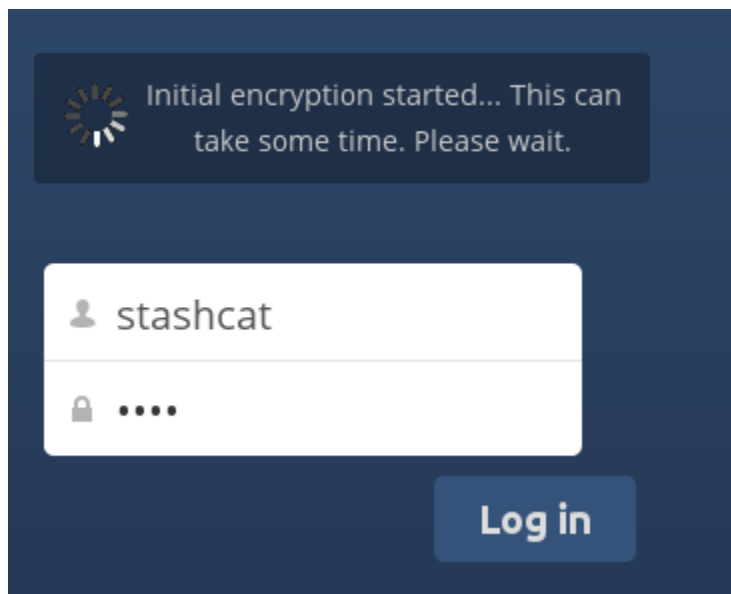 Initial encryption started... This can
take some time. Please wait.
stashcat
••••
Log in